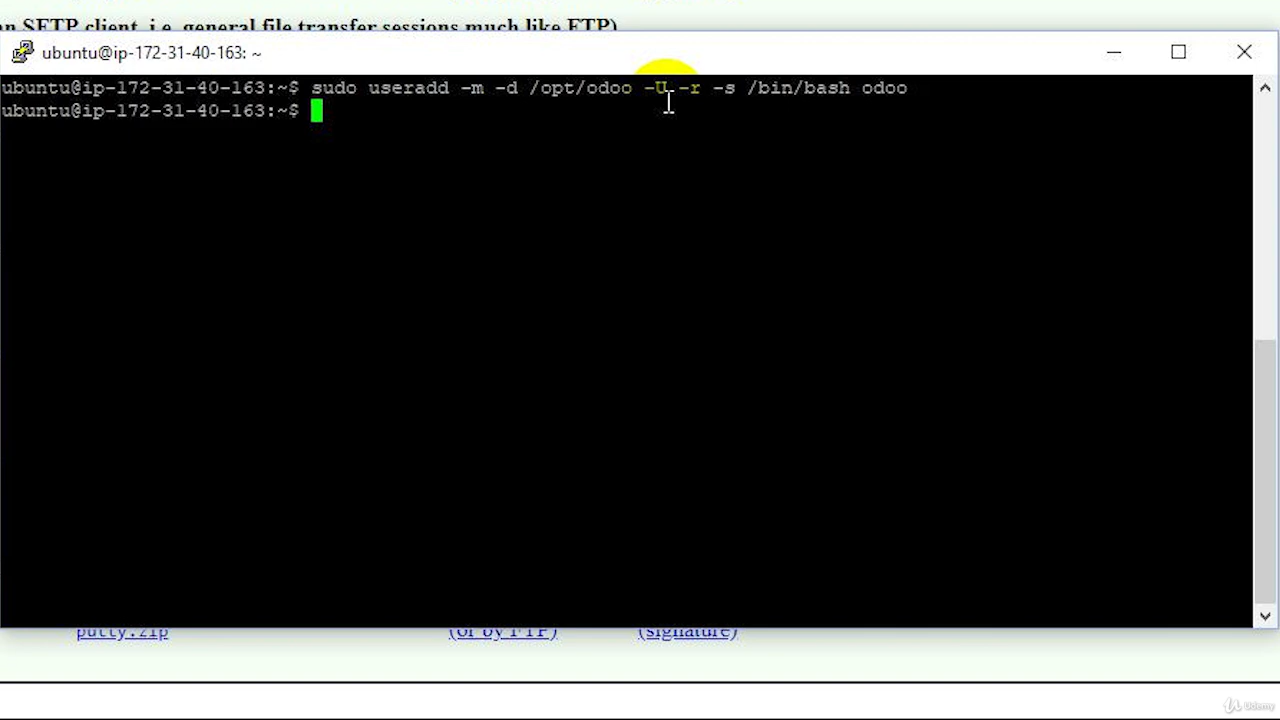 an SFTP client, i.e. general file transfer sessions much like FTP)
ubuntu@ip-172-31-40-163: ~
ubuntu@ip-172-31-40-163:~$ sudo useradd -m -d /opt/odoo -U -r -s /bin/bash odoo
ubuntu@ip-172-31-40-163:~$
putty.zip (or by FTP) (signature)
Udemy